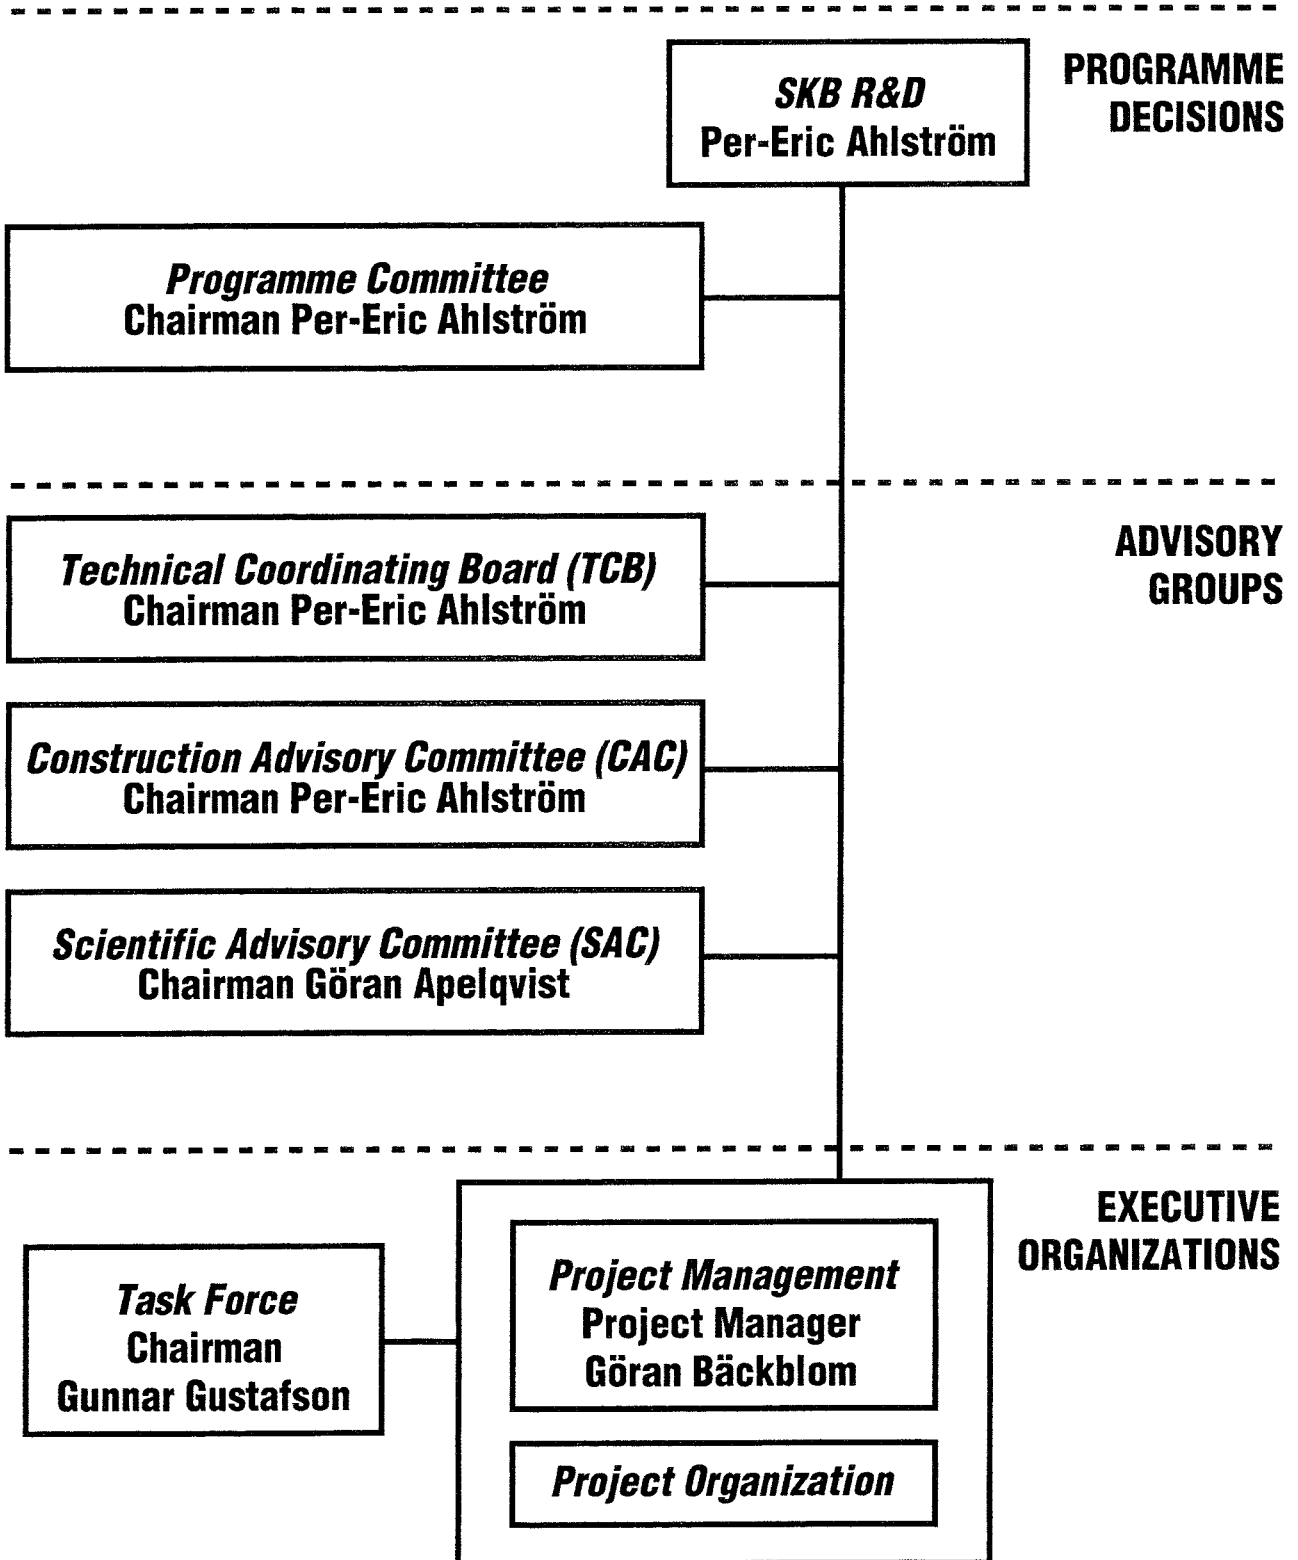 PROGRAMME
DECISIONS
SKB R&D
Per-Eric Ahlström
Programme Committee
Chairman Per-Eric Ahlström
ADVISORY
GROUPS
Technical Coordinating Board (TCB)
Chairman Per-Eric Ahlström
Construction Advisory Committee (CAC)
Chairman Per-Eric Ahlström
Scientific Advisory Committee (SAC)
Chairman Göran Apelqvist
EXECUTIVE
ORGANIZATIONS
Task Force
Chairman
Gunnar Gustafson
Project Management
Project Manager
Göran Bäckblom
Project Organization